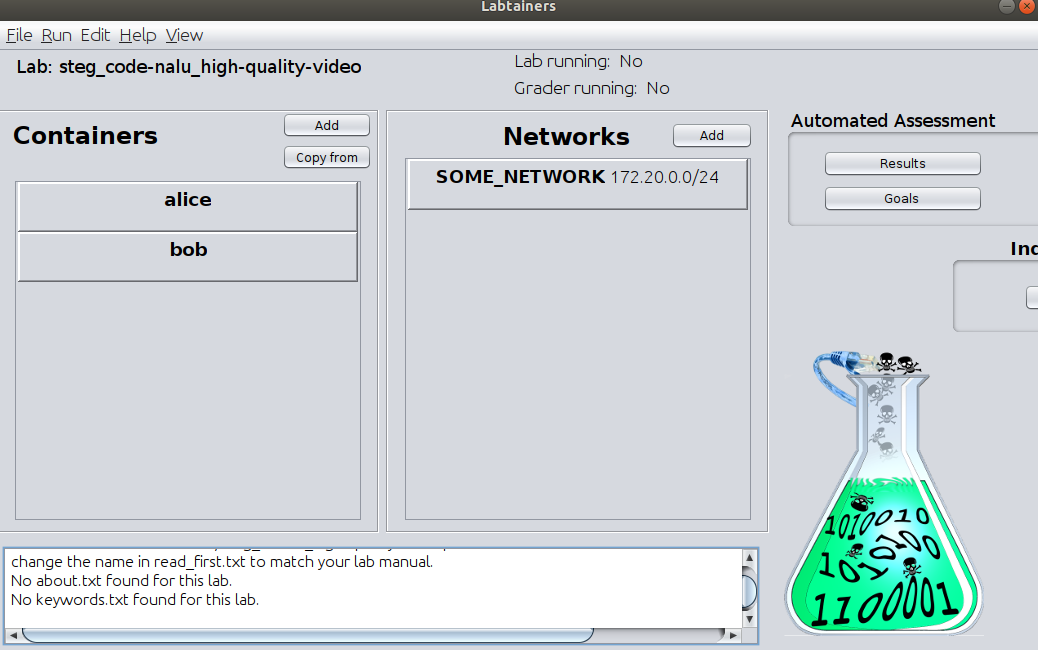 Labtainers
File Run Edit Help View
Lab: steg_code-nalu_high-quality-video
Lab running: No
Grader running: No
Containers
Add
Copy from
alice
bob
Networks
Add
SOME_NETWORK 172.20.0.0/24
Automated Assessment
Results
Goals
change the name in read_first.txt to match your lab manual.
No about.txt found for this lab.
No keywords.txt found for this lab.
1010010
1010100
1100001